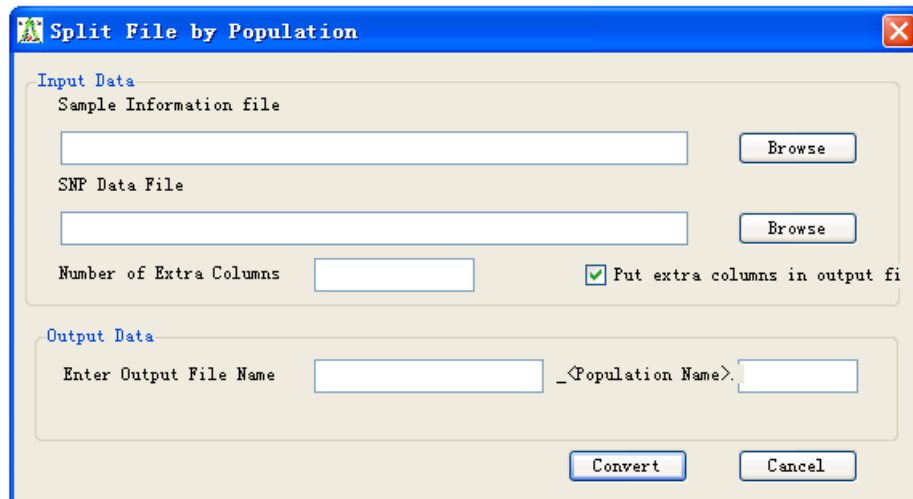 Split File by Population
Input Data
Sample Information file
Browse
SNP Data File
Browse
Number of Extra Columns
Put extra columns in output fi
Output Data
Enter Output File Name
_<Population Name>.
Convert
Cancel